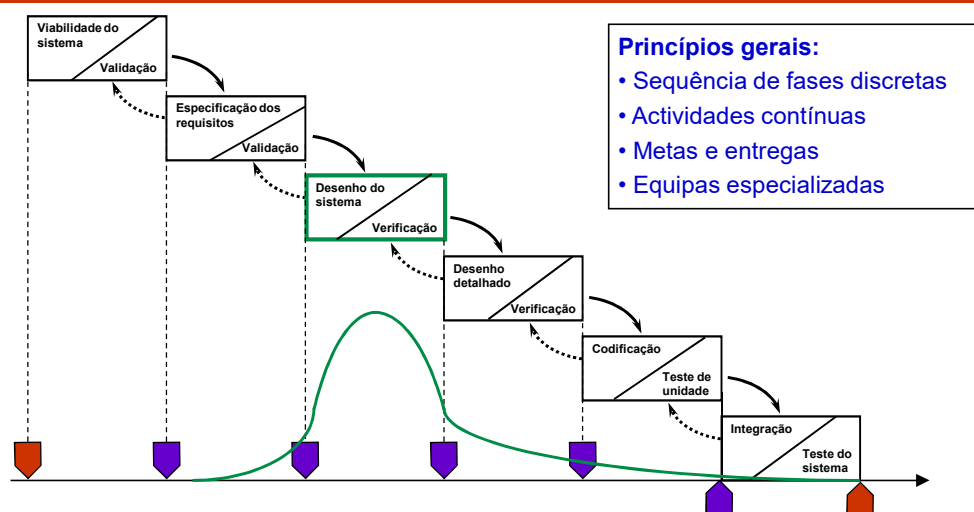 Viabilidade do
sistema
Validação
Especificação dos
requisitos
Validação
Desenho do
sistema
Verificação
Desenho
detalhado
Verificação
Codificação
Teste de
unidade
Integração
Teste do
sistema
Princípios gerais:
• Sequência de fases discretas
• Actividades contínuas
• Metas e entregas
• Equipas especializadas